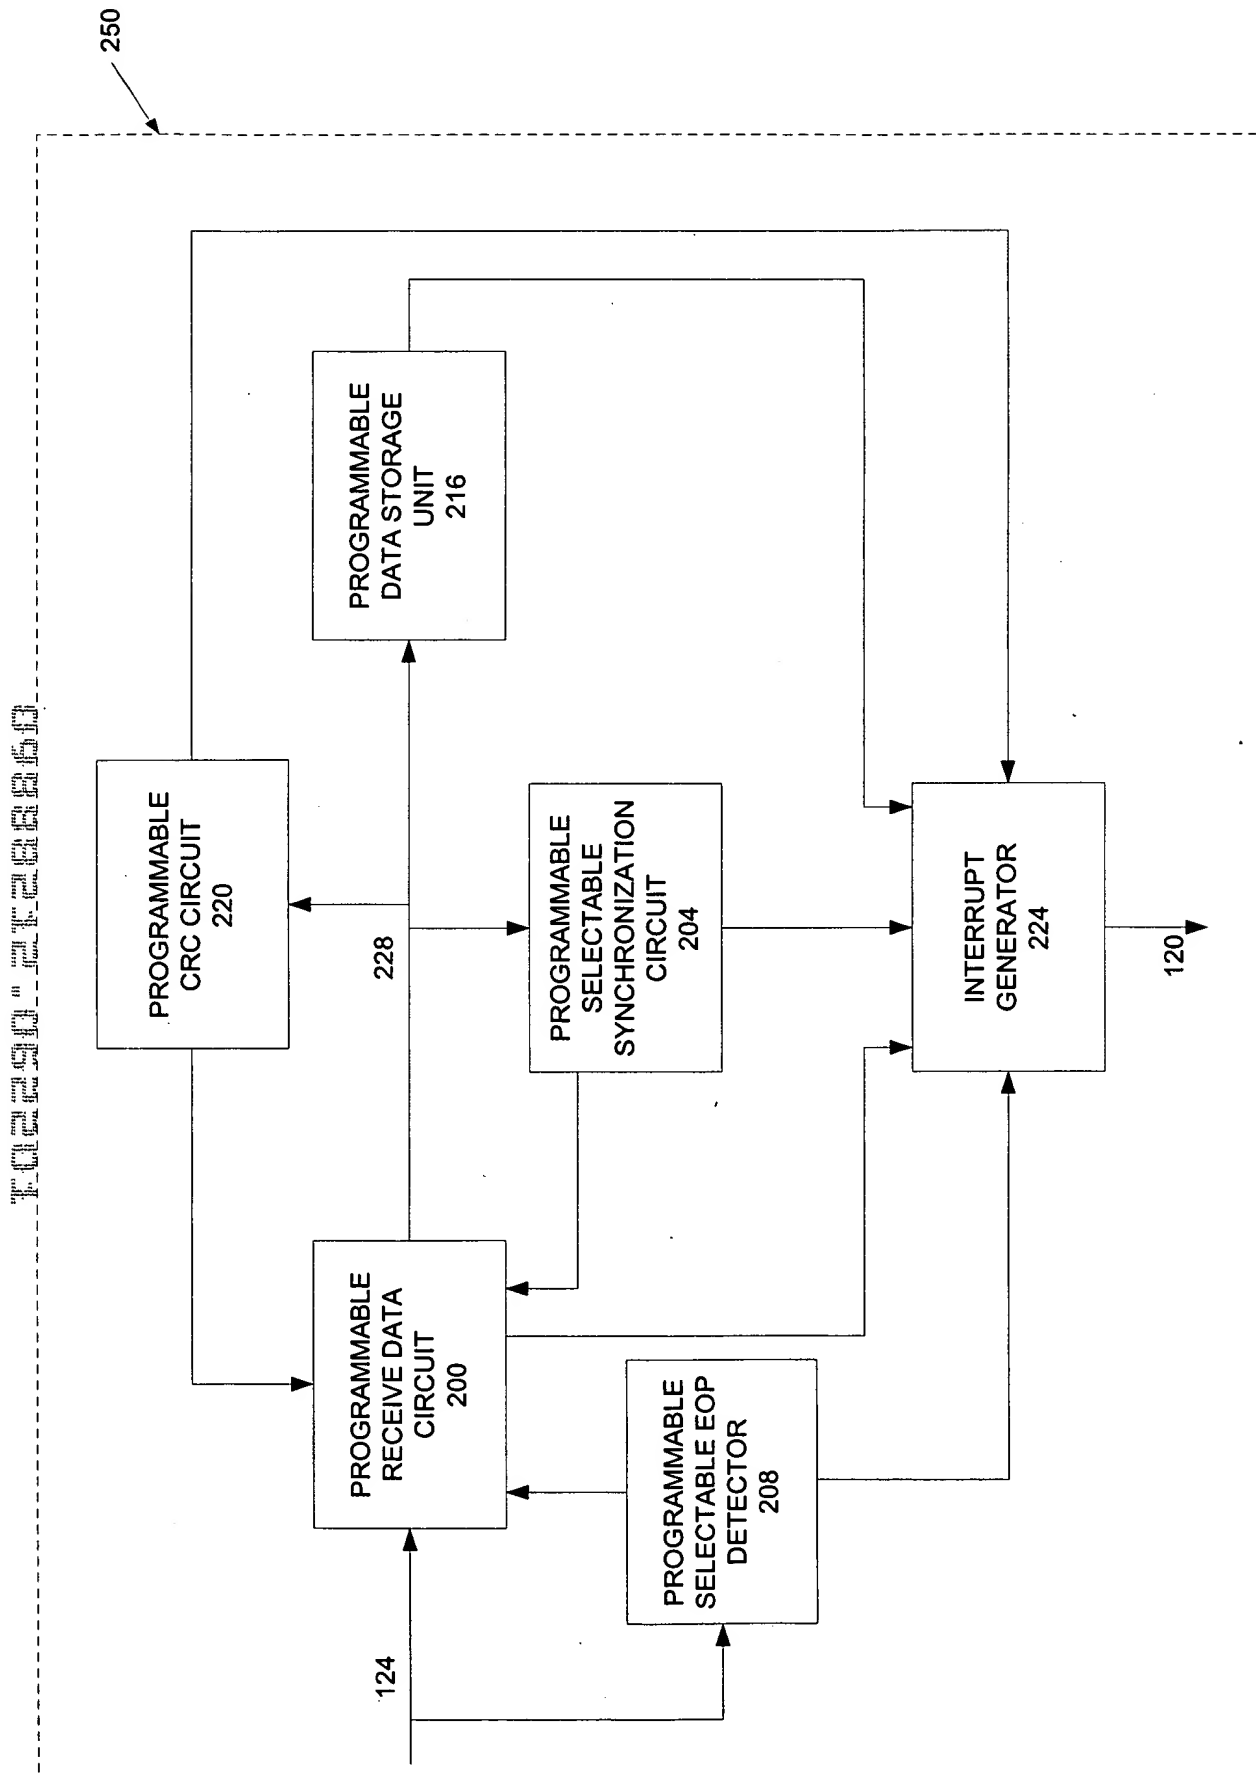 250
PROGRAMMABLE
CRC CIRCUIT
220
PROGRAMMABLE
DATA STORAGE
UNIT
216
228
PROGRAMMABLE
RECEIVE DATA
CIRCUIT
200
124
PROGRAMMABLE
SELECTABLE
SYNCHRONIZATION
CIRCUIT
204
PROGRAMMABLE
SELECTABLE EOP
DETECTOR
208
INTERRUPT
GENERATOR
224
120